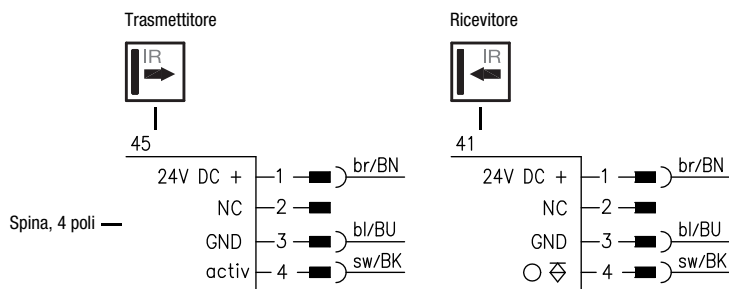 Trasmettitore
Ricevitore
IR
IR
45
41
24V DC + 1 br/BN
24V DC + 1 br/BN
NC 2
NC 2
Spina, 4 poli
GND 3 bl/BU
GND 3 bl/BU
activ 4 sw/BK
4 sw/BK